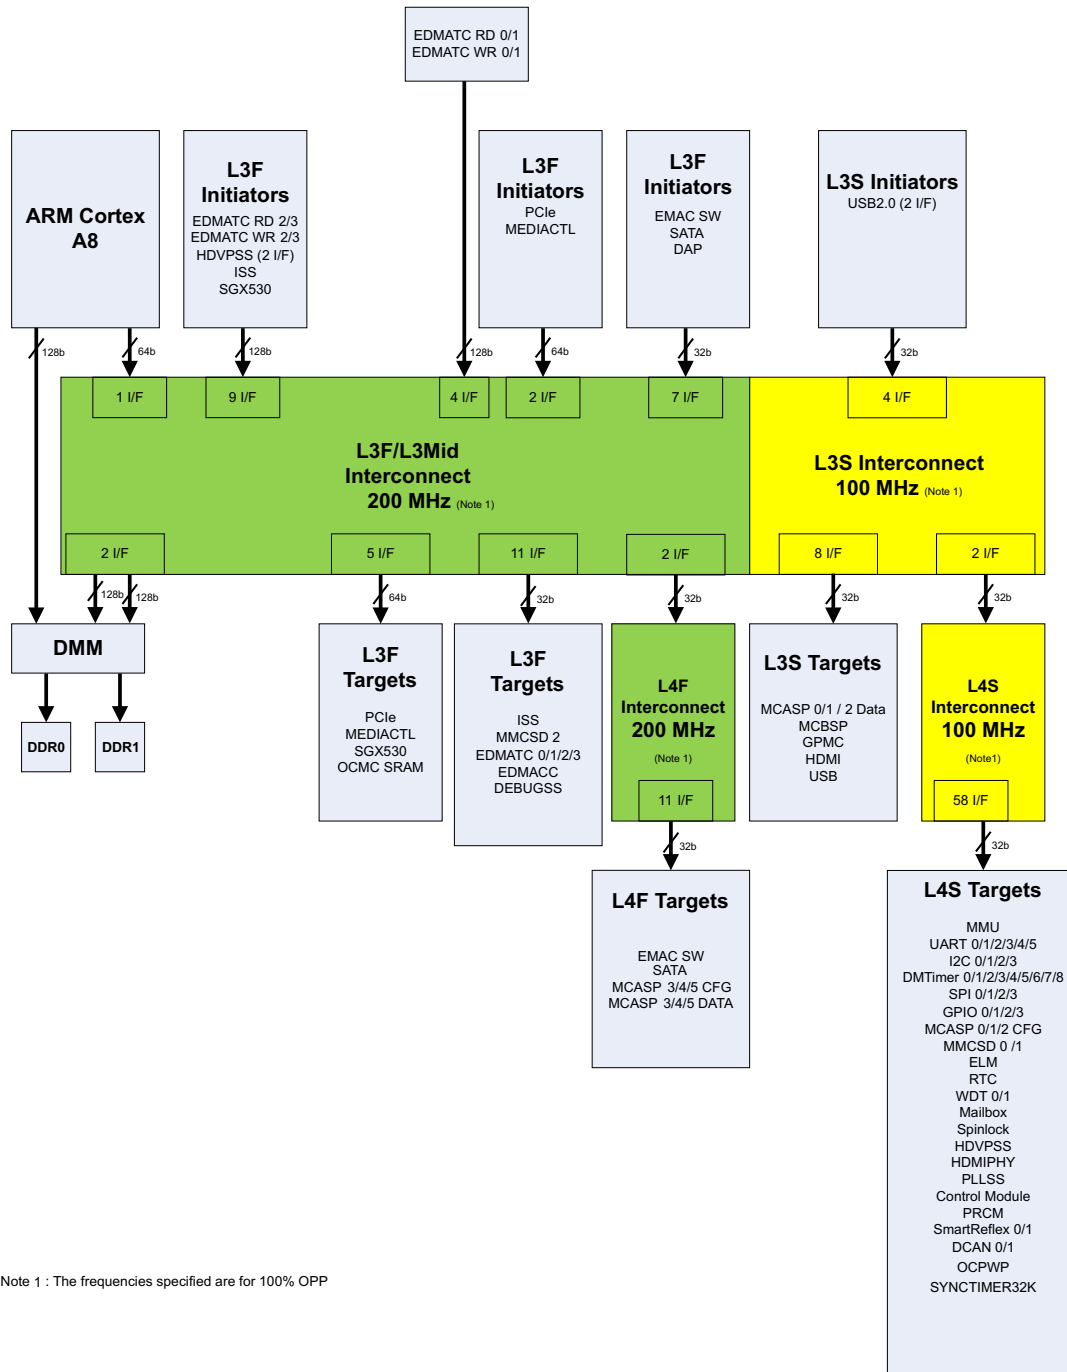 EDMATC RD 0/1
EDMATC WR 0/1
ARM Cortex
A8
L3F
Initiators
EDMATC RD 2/3
EDMATC WR 2/3
HDVPSS (2 I/F)
ISS
SGX530
L3F
Initiators
PCIe
MEDIACTL
L3F
Initiators
EMAC SW
SATA
DAP
L3S Initiators
USB2.0 (2 I/F)
128b
64b
128b
128b
64b
32b
32b
1 I/F
9 I/F
4 I/F
2 I/F
7 I/F
4 I/F
L3F/L3Mid
Interconnect
200 MHz (Note 1)
L3S Interconnect
100 MHz (Note 1)
2 I/F
5 I/F
11 I/F
2 I/F
8 I/F
2 I/F
128b
128b
64b
32b
32b
32b
32b
DMM
DDR0
DDR1
L3F
Targets
PCIe
MEDIACTL
SGX530
OCMC SRAM
L3F
Targets
ISS
MMCSD 2
EDMATC 0/1/2/3
EDMACC
DEBUGSS
L4F
Interconnect
200 MHz
(Note 1)
11 I/F
L3S Targets
MCASP 0/1 / 2 Data
MCBSP
GPMC
HDMI
USB
L4S
Interconnect
100 MHz
(Note1)
58 I/F
32b
32b
L4F Targets
EMAC SW
SATA
MCASP 3/4/5 CFG
MCASP 3/4/5 DATA
L4S Targets
MMU
UART 0/1/2/3/4/5
I2C 0/1/2/3
DMTimer 0/1/2/3/4/5/6/7/8
SPI 0/1/2/3
GPIO 0/1/2/3
MCASP 0/1/2 CFG
MMCSD 0 /1
ELM
RTC
WDT 0/1
Mailbox
Spinlock
HDVPSS
HDMIPHY
PLLSS
Control Module
PRCM
SmartReflex 0/1
DCAN 0/1
OCPWP
SYNCTIMER32K
Note 1 : The frequencies specified are for 100% OPP